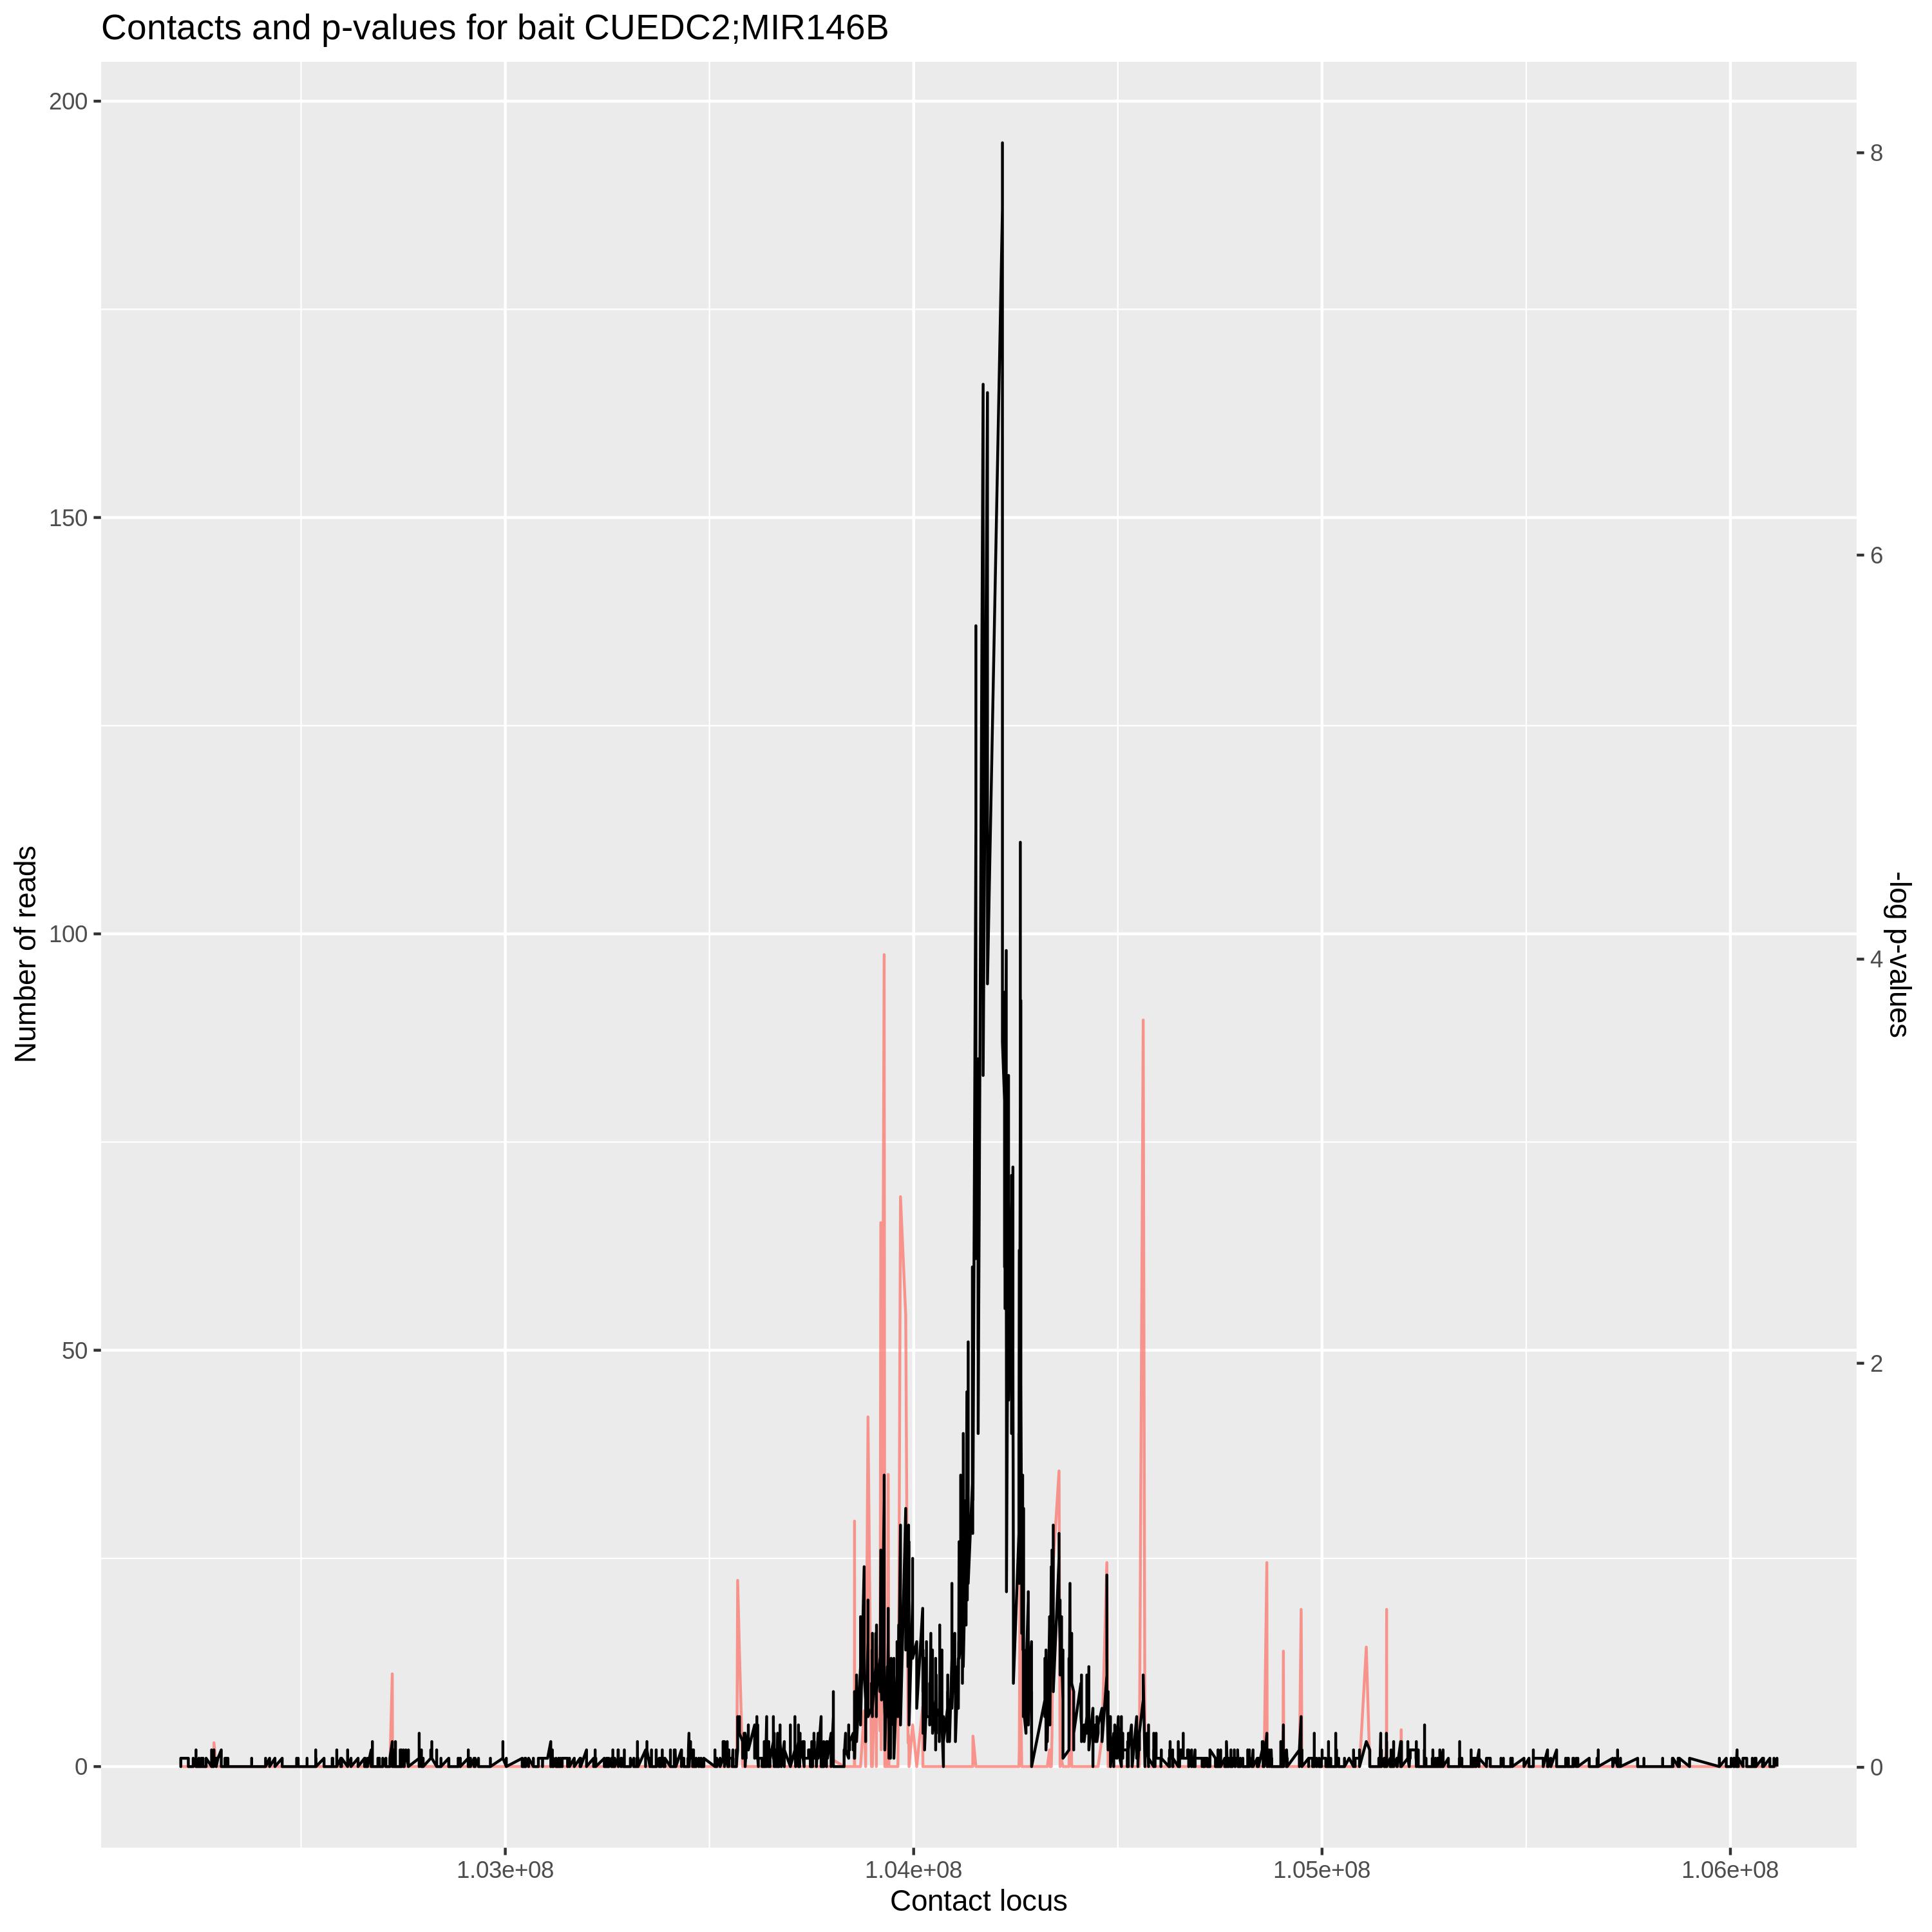 Contacts and p-values for bait CUEDC2;MIR146B
200
150
100
50
0
Number of reads
8
6
4
2
0
-log p-values
1.03e+08
1.04e+08
1.05e+08
1.06e+08
Contact locus